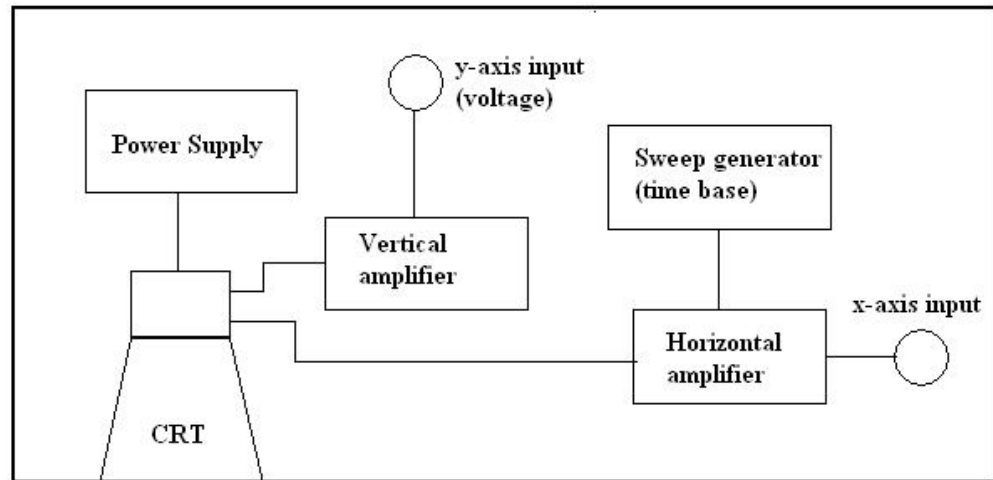 y-axis input
(voltage)
Power Supply
Sweep generator
(time base)
Vertical
amplifier
x-axis input
Horizontal
amplifier
CRT